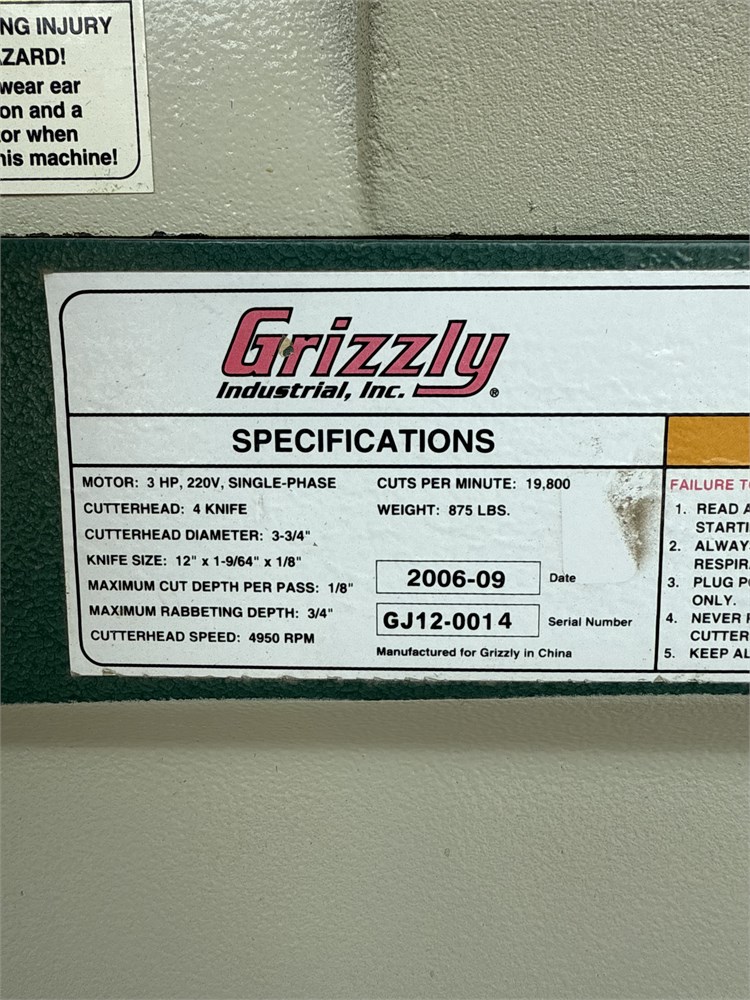 NG INJURY
ZARD!
wear ear
on and a
or when
his machine!
Grizzly
Industrial, Inc. ®
SPECIFICATIONS
MOTOR: 3 HP, 220V, SINGLE-PHASE
CUTTERHEAD: 4 KNIFE
CUTTERHEAD DIAMETER: 3-3/4"
KNIFE SIZE: 12" x 1-9/64" x 1/8"
MAXIMUM CUT DEPTH PER PASS: 1/8"
MAXIMUM RABBETING DEPTH: 3/4"
CUTTERHEAD SPEED: 4950 RPM
CUTS PER MINUTE: 19,800
WEIGHT: 875 LBS.
2006-09 Date
GJ12-0014 Serial Number
Manufactured for Grizzly in China
FAILURE T
1. READ A
STARTI
2. ALWAY
RESPIR
3. PLUG P
ONLY.
4. NEVER
CUTTER
5. KEEP AL